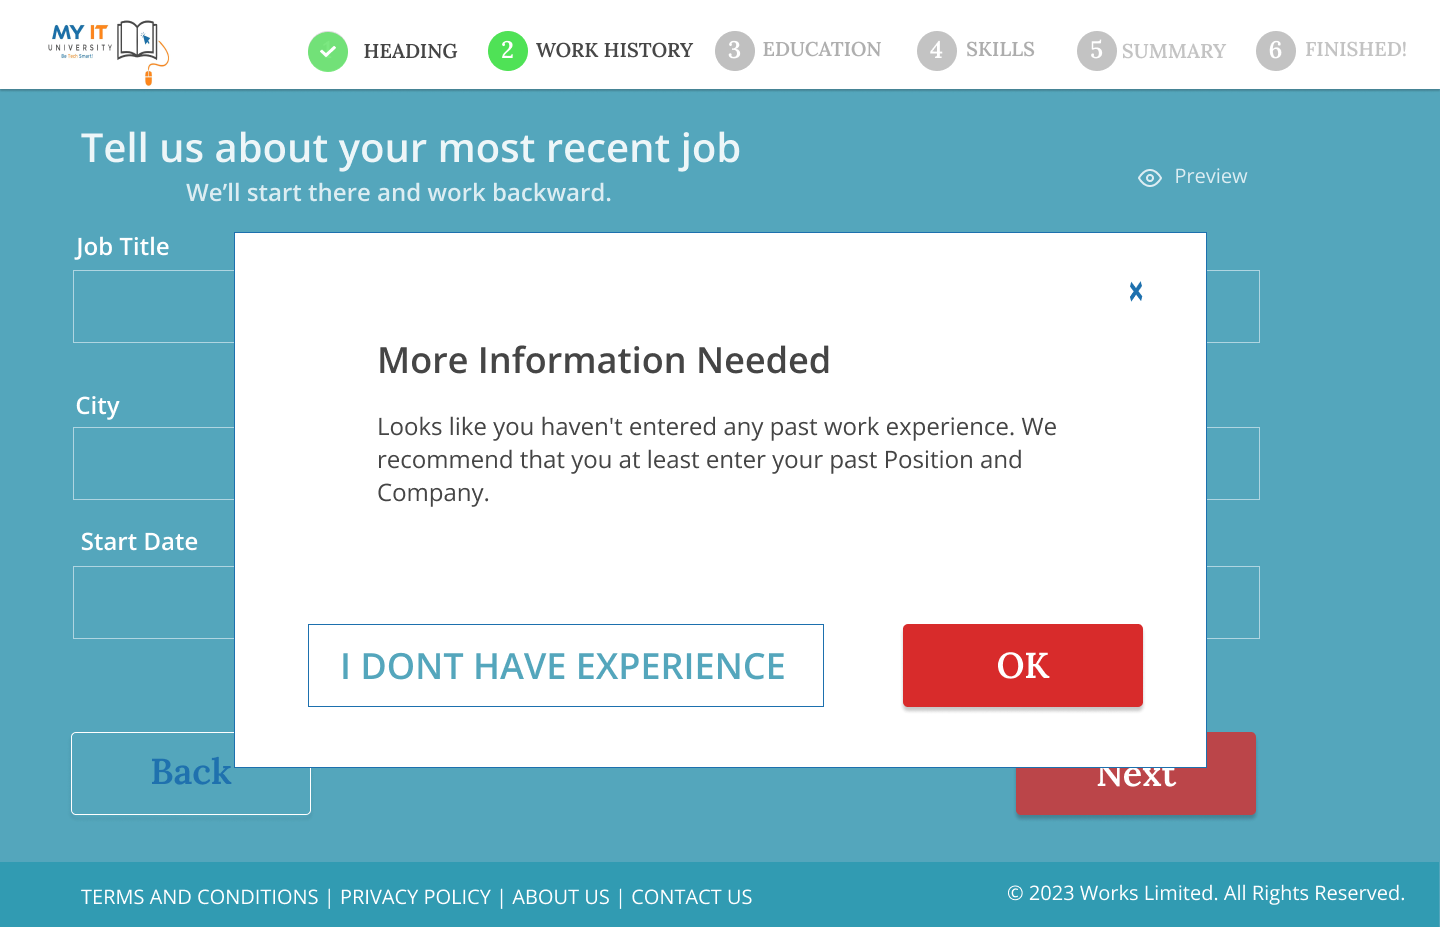 MY IT
UNIVERSITY
Be Tech Smart!
HEADING
2 WORK HISTORY
3 EDUCATION
4 SKILLS
5 SUMMARY
6 FINISHED!
Tell us about your most recent job
We’ll start there and work backward.
Preview
Job Title
City
Start Date
More Information Needed
Looks like you haven't entered any past work experience. We
recommend that you at least enter your past Position and
Company.
I DONT HAVE EXPERIENCE
OK
Back
Next
TERMS AND CONDITIONS | PRIVACY POLICY | ABOUT US | CONTACT US
© 2023 Works Limited. All Rights Reserved.